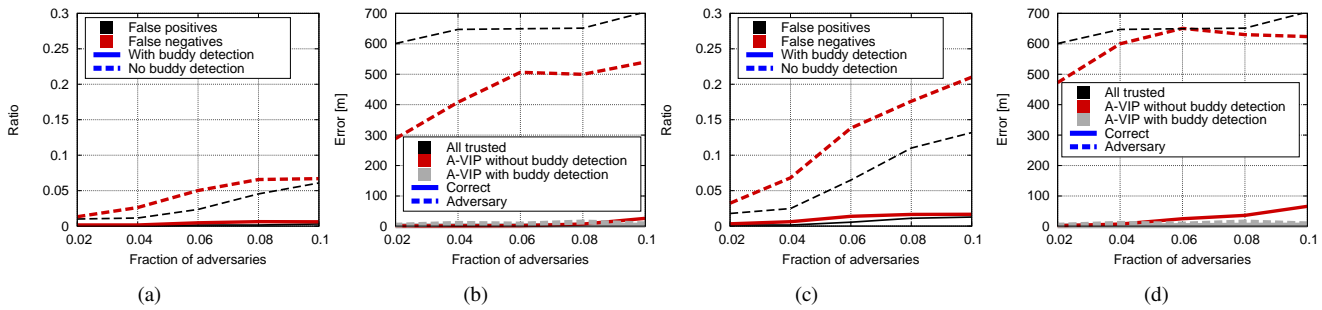 Ratio
0.3
0.25
0.2
0.15
0.1
0.05
0
False positives
False negatives
With buddy detection
No buddy detection
0.02 0.04 0.06 0.08 0.1
Fraction of adversaries
(a)
Error [m]
700
600
500
400
300
200
100
0
All trusted
A-VIP without buddy detection
A-VIP with buddy detection
Correct
Adversary
0.02 0.04 0.06 0.08 0.1
Fraction of adversaries
(b)
Ratio
0.3
0.25
0.2
0.15
0.1
0.05
0
False positives
False negatives
With buddy detection
No buddy detection
0.02 0.04 0.06 0.08 0.1
Fraction of adversaries
(c)
Error [m]
700
600
500
400
300
200
100
0
All trusted
A-VIP without buddy detection
A-VIP with buddy detection
Correct
Adversary
0.02 0.04 0.06 0.08 0.1
Fraction of adversaries
(d)